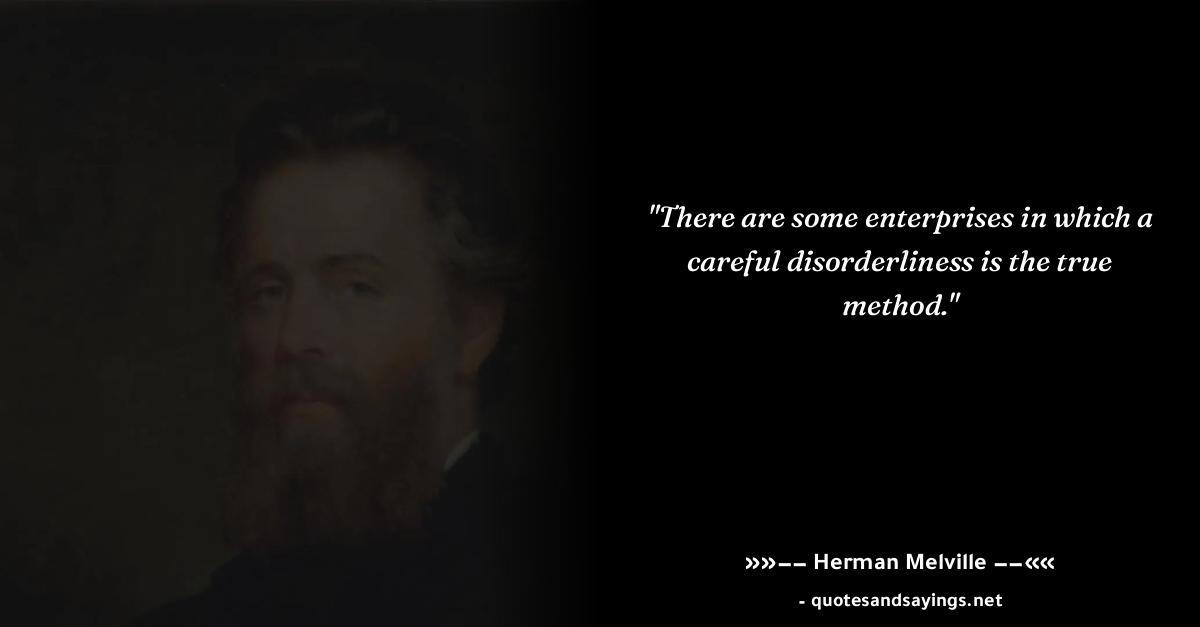 "There are some enterprises in which a
careful disorderliness is the true
method."
»»−− Herman Melville −−««
- quotesandsayings.net